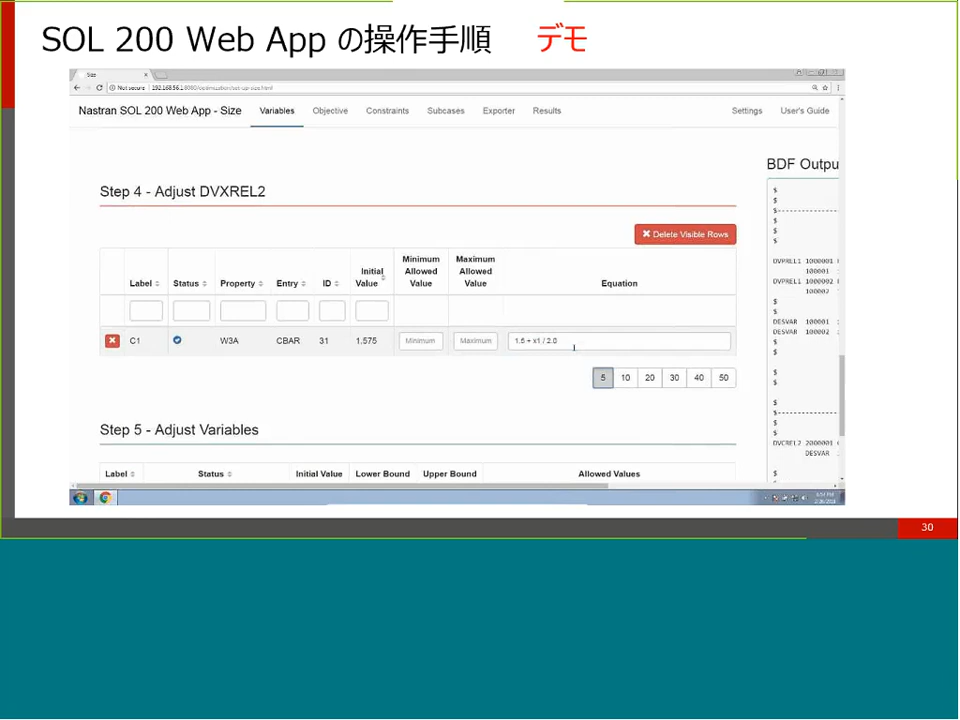 SOL 200 Web App の操作手順 デモ
Size
Not secure
Nastran SOL 200 Web App - Size Variables Objective Constraints Subcases Exporter Results Settings User's Guide
BDF Outpu
Step 4 - Adjust DVXREL2
✖ Delete Visible Rows
Label Status Property Entry ID Initial Value Minimum Allowed Value Maximum Allowed Value Equation
C1 W3A CBAR 31 1.575 Minimum Maximum 1.5 + x1 / 2.0
5 10 20 30 40 50
Step 5 - Adjust Variables
Label Status Initial Value Lower Bound Upper Bound Allowed Values
$
$
$
$
$
$
DVPREL1 1000001
100001
DVPREL1 1000002
100002
$
$
DESVAR 100001
DESVAR 100002
$
$
$
$
$
$
DVCREL2 2000001
DESVAR
$
30